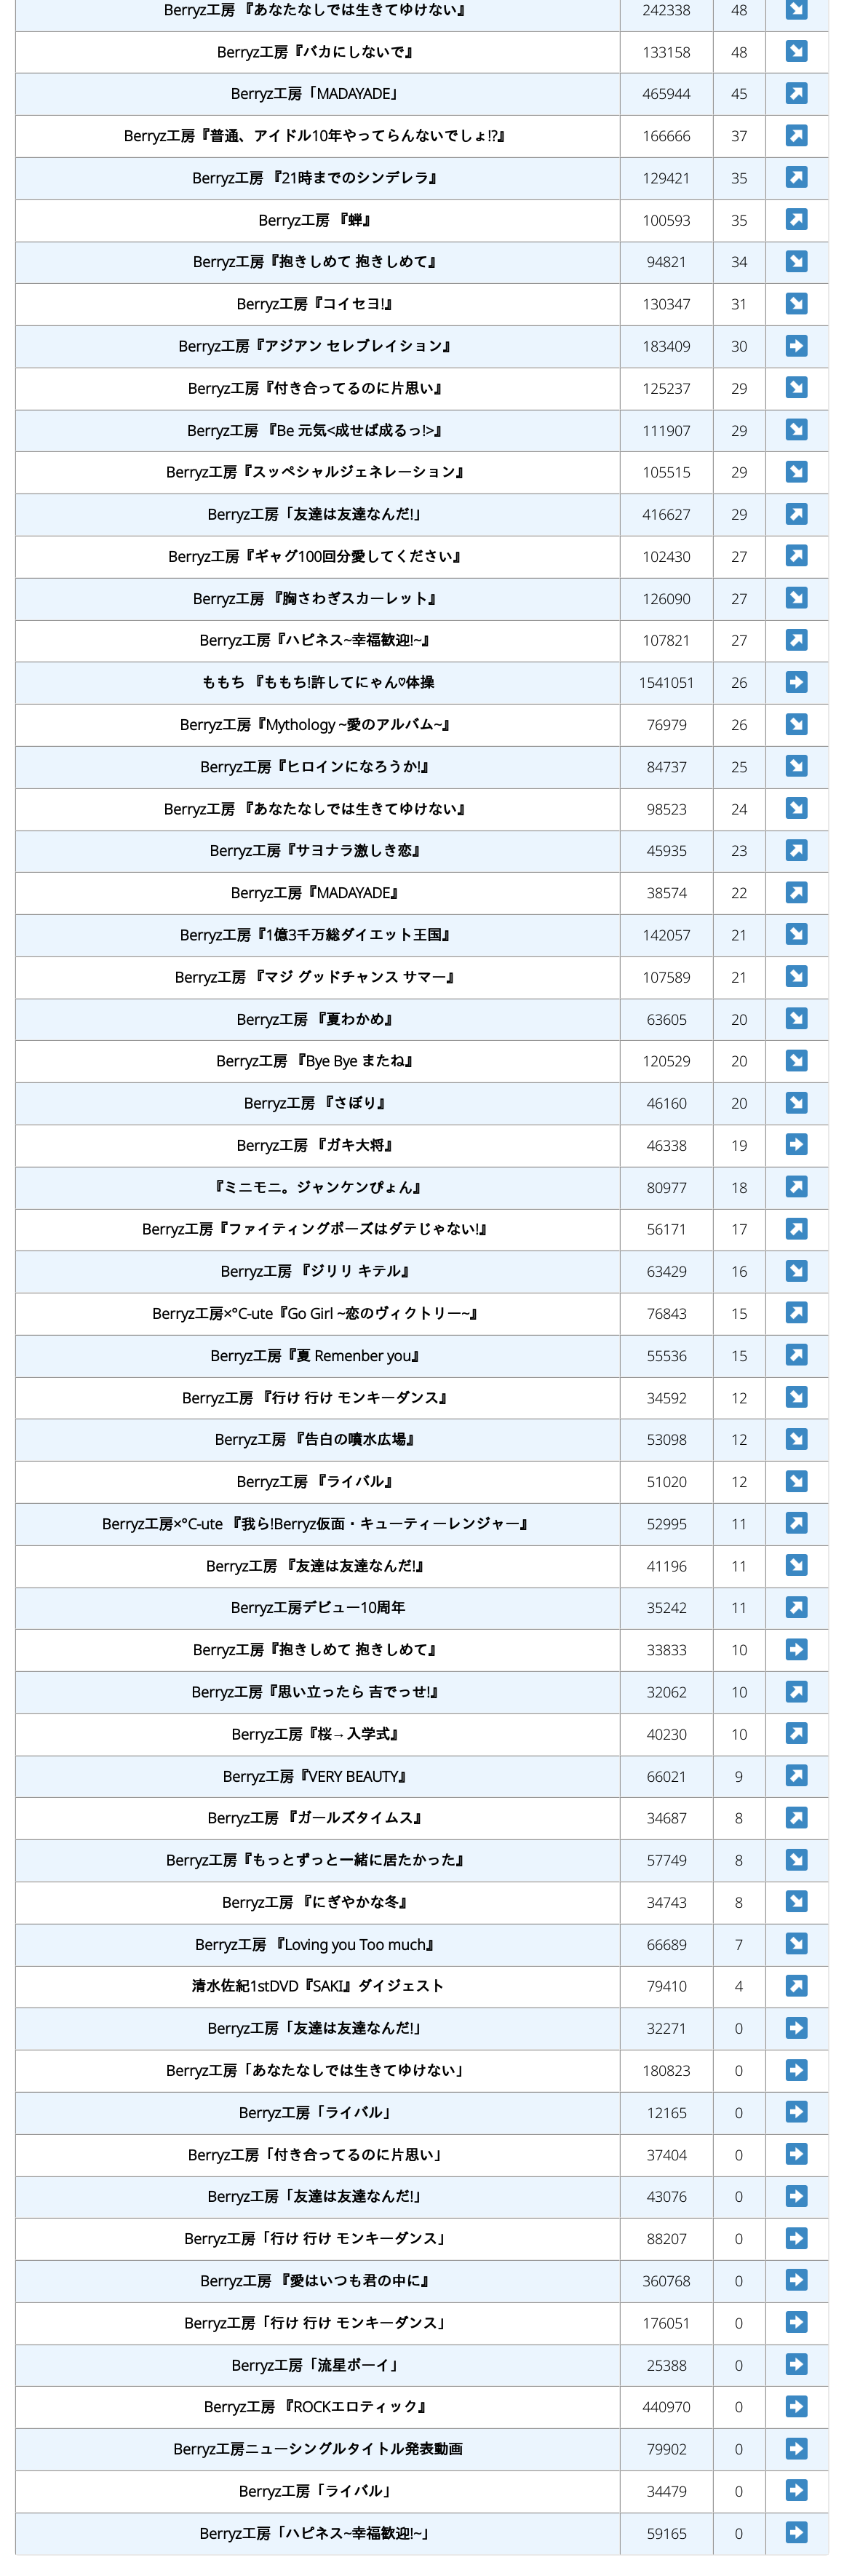 Berryz工房 『あなたなしでは生きてゆけない』 242338 48 ↘
Berryz工房『バカにしないで』 133158 48 ↘
Berryz工房「MADAYADE」 465944 45 ↗
Berryz工房『普通、アイドル10年やってらんないでしょ!?』 166666 37 ↗
Berryz工房 『21時までのシンデレラ』 129421 35 ↗
Berryz工房 『蝉』 100593 35 ↗
Berryz工房『抱きしめて 抱きしめて』 94821 34 ↘
Berryz工房『コイセヨ!』 130347 31 ↘
Berryz工房『アジアン セレブレイション』 183409 30 ➡
Berryz工房『付き合ってるのに片思い』 125237 29 ↘
Berryz工房 『Be 元気<成せば成るっ!>』 111907 29 ↘
Berryz工房『スッペシャルジェネレーション』 105515 29 ↘
Berryz工房「友達は友達なんだ!」 416627 29 ↗
Berryz工房『ギャグ100回分愛してください』 102430 27 ↗
Berryz工房 『胸さわぎスカーレット』 126090 27 ↘
Berryz工房『ハピネス~幸福歓迎!~』 107821 27 ↗
ももち 『ももち!許してにゃん♡体操 1541051 26 ➡
Berryz工房『Mythology ~愛のアルバム~』 76979 26 ↘
Berryz工房『ヒロインになろうか!』 84737 25 ↘
Berryz工房 『あなたなしでは生きてゆけない』 98523 24 ↘
Berryz工房『サヨナラ激しき恋』 45935 23 ↗
Berryz工房『MADAYADE』 38574 22 ↗
Berryz工房『1億3千万総ダイエット王国』 142057 21 ↘
Berryz工房 『マジ グッドチャンス サマー』 107589 21 ↘
Berryz工房 『夏わかめ』 63605 20 ↘
Berryz工房 『Bye Bye またね』 120529 20 ↘
Berryz工房 『さぼり』 46160 20 ↘
Berryz工房 『ガキ大将』 46338 19 ➡
『ミニモニ。ジャンケンぴょん』 80977 18 ↗
Berryz工房『ファイティングポーズはダテじゃない!』 56171 17 ↗
Berryz工房 『ジリリ キテル』 63429 16 ↘
Berryz工房×°C-ute『Go Girl ~恋のヴィクトリー~』 76843 15 ↗
Berryz工房『夏 Remenber you』 55536 15 ↗
Berryz工房 『行け 行け モンキーダンス』 34592 12 ↘
Berryz工房 『告白の噴水広場』 53098 12 ↘
Berryz工房 『ライバル』 51020 12 ↘
Berryz工房×°C-ute 『我ら!Berryz仮面・キューティーレンジャー』 52995 11 ↗
Berryz工房 『友達は友達なんだ!』 41196 11 ↘
Berryz工房デビュー10周年 35242 11 ↗
Berryz工房『抱きしめて 抱きしめて』 33833 10 ➡
Berryz工房『思い立ったら 吉でっせ!』 32062 10 ↗
Berryz工房『桜→入学式』 40230 10 ↗
Berryz工房『VERY BEAUTY』 66021 9 ↗
Berryz工房 『ガールズタイムス』 34687 8 ↗
Berryz工房『もっとずっと一緒に居たかった』 57749 8 ↘
Berryz工房 『にぎやかな冬』 34743 8 ↘
Berryz工房 『Loving you Too much』 66689 7 ↘
清水佐紀1stDVD『SAKI』ダイジェスト 79410 4 ↗
Berryz工房「友達は友達なんだ!」 32271 0 ➡
Berryz工房「あなたなしでは生きてゆけない」 180823 0 ➡
Berryz工房「ライバル」 12165 0 ➡
Berryz工房「付き合ってるのに片思い」 37404 0 ➡
Berryz工房「友達は友達なんだ!」 43076 0 ➡
Berryz工房「行け 行け モンキーダンス」 88207 0 ➡
Berryz工房 『愛はいつも君の中に』 360768 0 ➡
Berryz工房「行け 行け モンキーダンス」 176051 0 ➡
Berryz工房「流星ボーイ」 25388 0 ➡
Berryz工房 『ROCKエロティック』 440970 0 ➡
Berryz工房ニューシングルタイトル発表動画 79902 0 ➡
Berryz工房「ライバル」 34479 0 ➡
Berryz工房「ハピネス~幸福歓迎!~」 59165 0 ➡